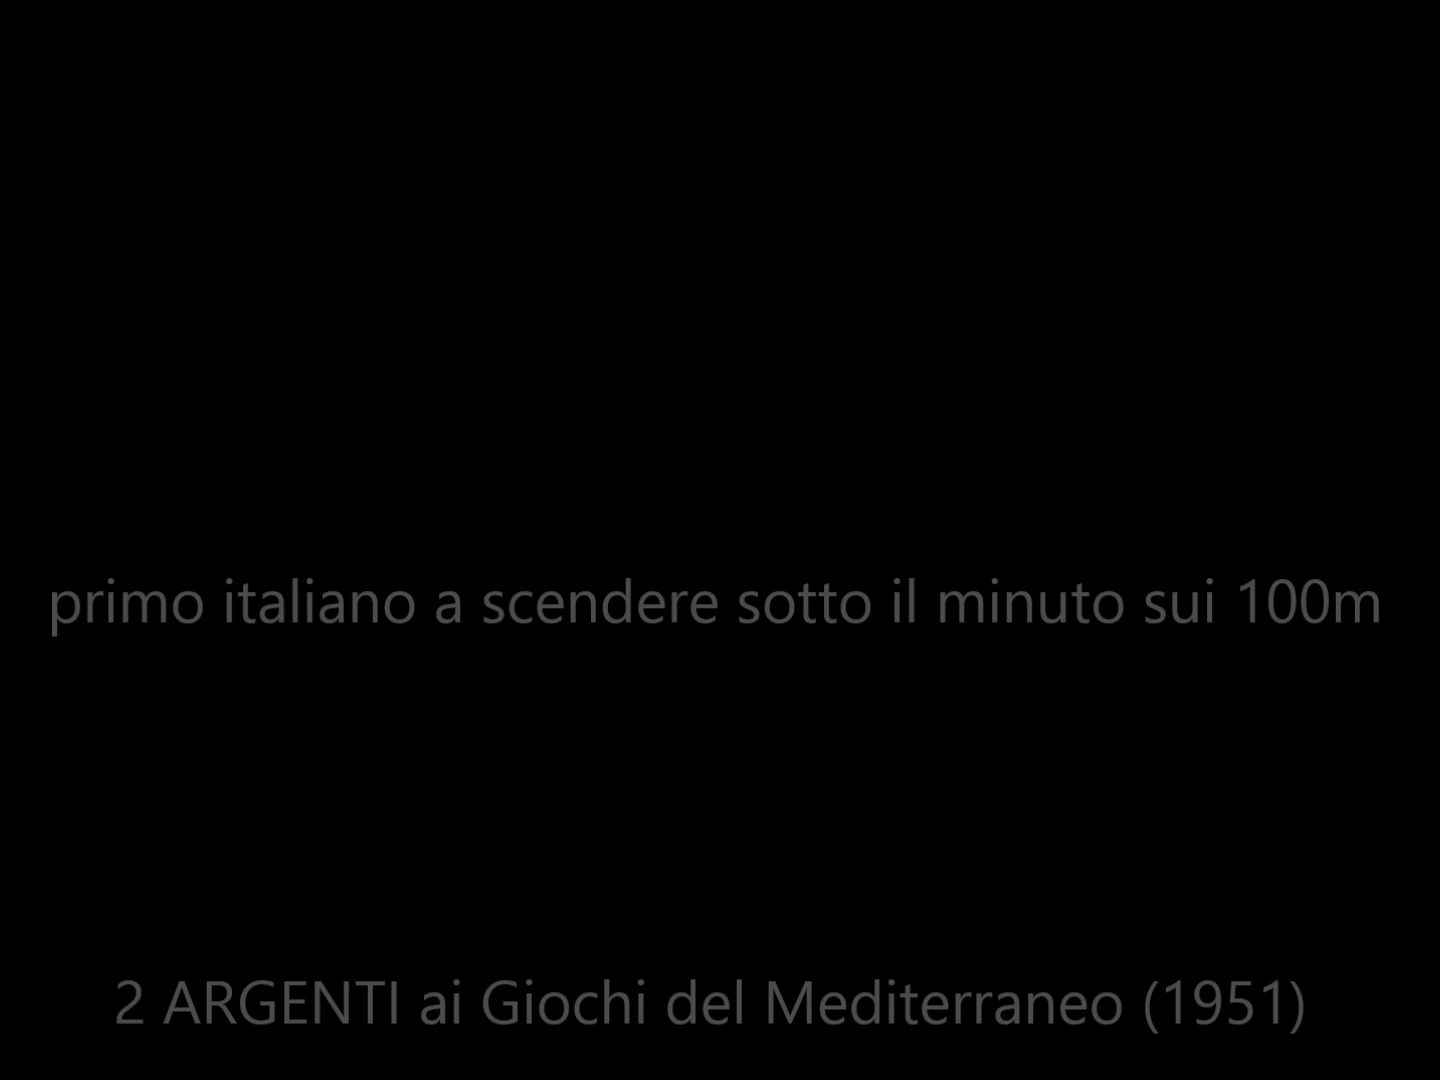 primo italiano a scendere sotto il minuto sui 100m
2 ARGENTI ai Giochi del Mediterraneo (1951)